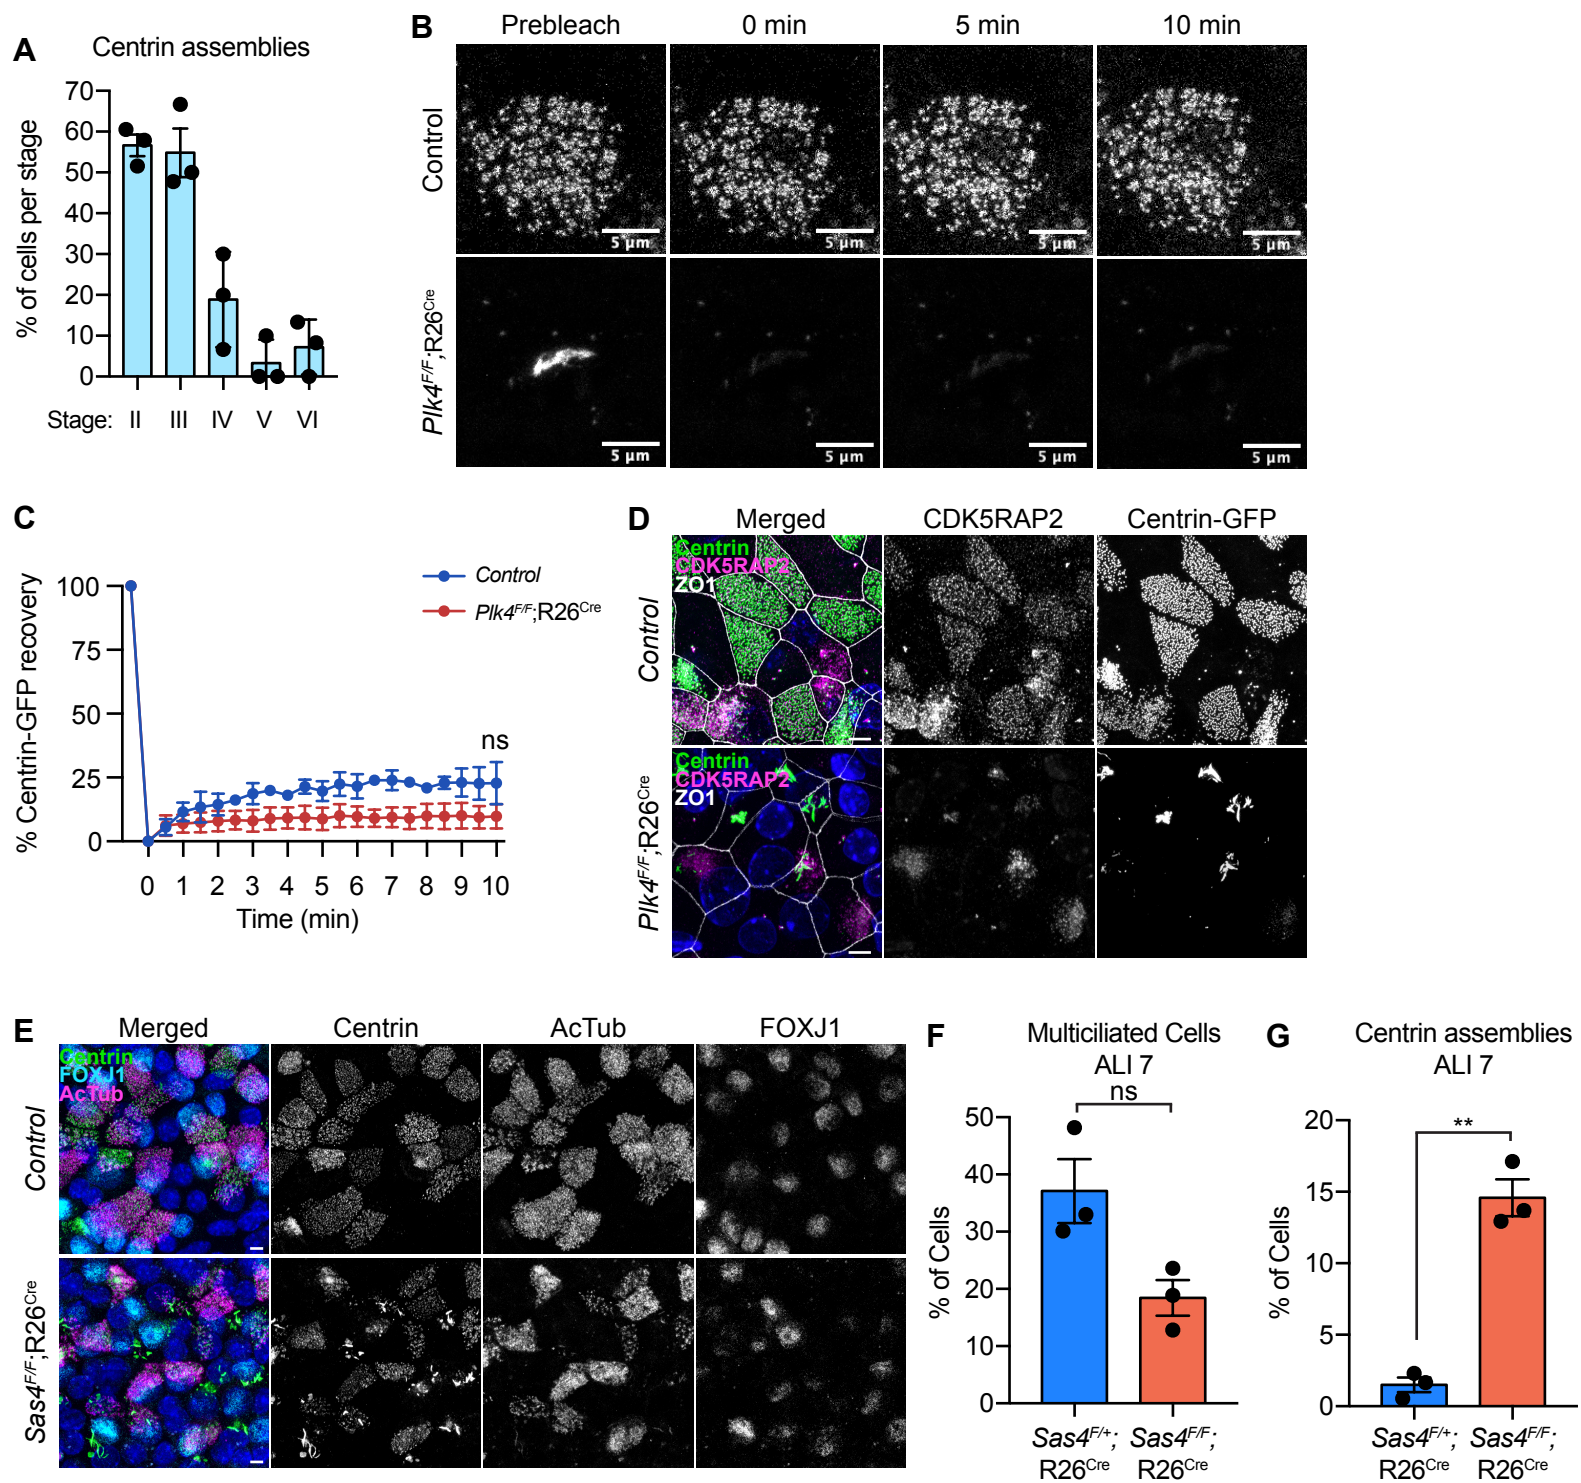 A
Centrin assemblies
% of cells per stage
70
60
50
40
30
20
10
0
Stage: II III IV V VI
B
Prebleach 0 min 5 min 10 min
Control
5 µm 5 µm 5 µm 5 µm
Plk4F/F;R26Cre
5 µm 5 µm 5 µm 5 µm
C
Control
Plk4F/F;R26Cre
% Centrin-GFP recovery
100
75
50
25
0
ns
0 1 2 3 4 5 6 7 8 9 10
Time (min)
D
Merged CDK5RAP2 Centrin-GFP
Control
Centrin
CDK5RAP2
ZO1
Plk4F/F;R26Cre
Centrin
CDK5RAP2
ZO1
E
Merged Centrin AcTub FOXJ1
Control
Centrin
FOXJ1
AcTub
Sas4F/F;R26Cre
F
Multiciliated Cells
ALI 7
ns
% of Cells
50
40
30
20
10
0
Sas4F/+; Sas4F/F;
R26Cre R26Cre
G
Centrin assemblies
ALI 7
**
% of Cells
20
15
10
5
0
Sas4F/+; Sas4F/F;
R26Cre R26Cre